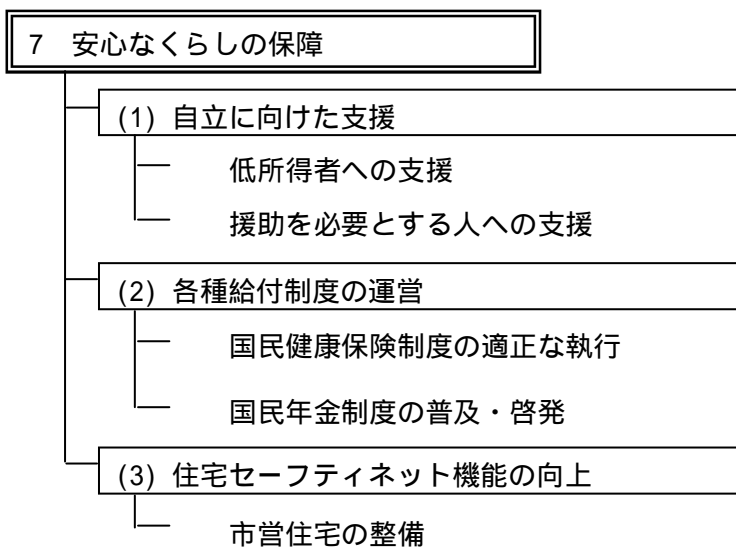 7 安心なくらしの保障
(1) 自立に向けた支援
低所得者への支援
援助を必要とする人への支援
(2) 各種給付制度の運営
国民健康保険制度の適正な執行
国民年金制度の普及・啓発
(3) 住宅セーフティネット機能の向上
市営住宅の整備